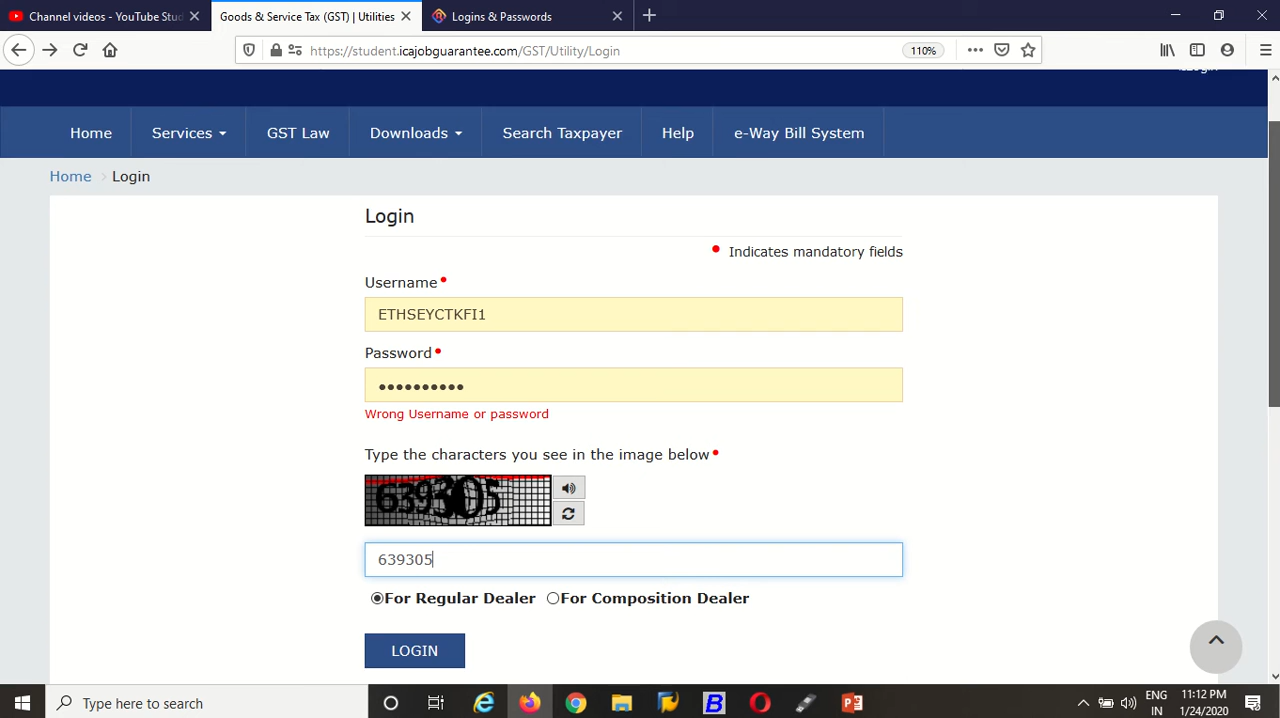 Channel videos - YouTube Stud
Goods & Service Tax (GST) | Utilities
Logins & Passwords
https://student.icajobguarantee.com/GST/Utility/Login
110%
Home
Services
GST Law
Downloads
Search Taxpayer
Help
e-Way Bill System
Home
Login
Login
Indicates mandatory fields
Username
ETHSEYCTKFI1
Password
Wrong Username or password
Type the characters you see in the image below
639305
639305
For Regular Dealer
For Composition Dealer
LOGIN
Type here to search
ENG
IN
11:12 PM
1/24/2020